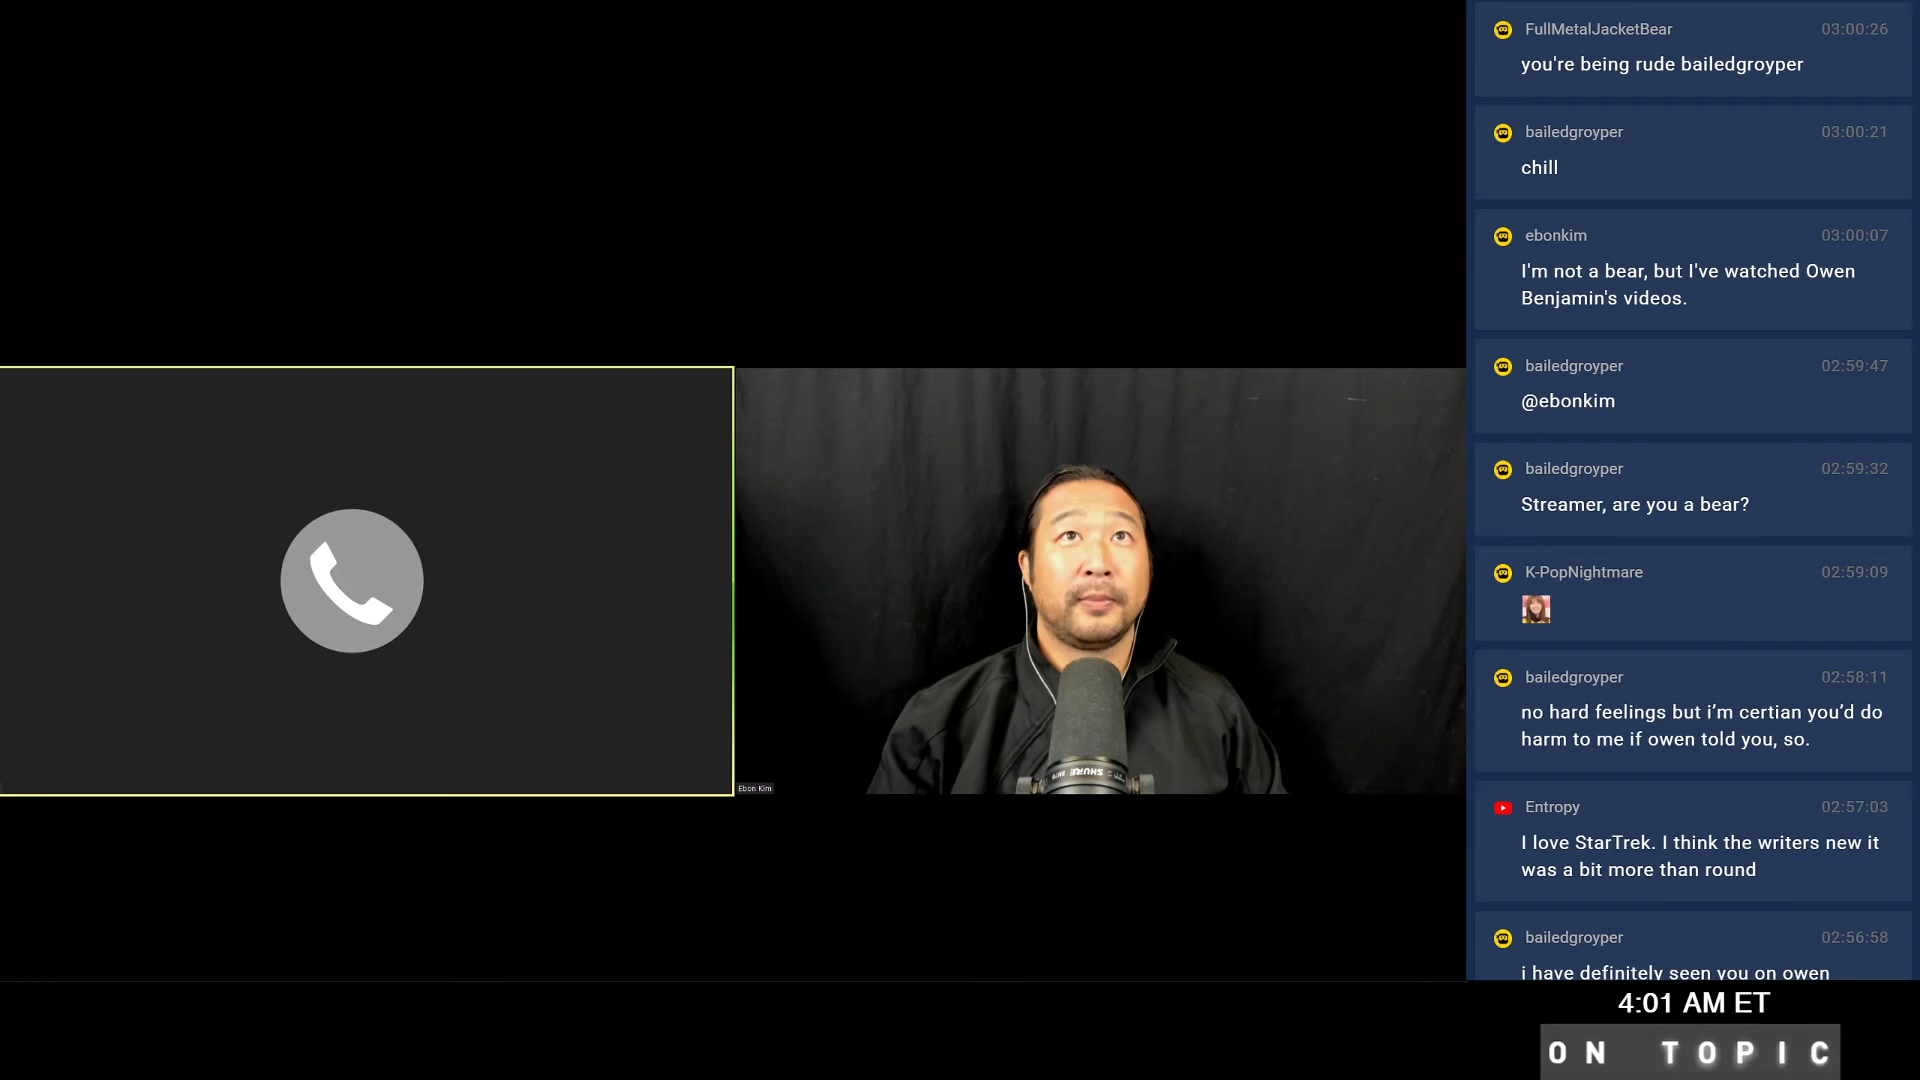 FullMetalJacketBear 03:00:26
you're being rude bailedgroyper
bailedgroyper 03:00:21
chill
ebonkim 03:00:07
I'm not a bear, but I've watched Owen
Benjamin's videos.
bailedgroyper 02:59:47
@ebonkim
bailedgroyper 02:59:32
Streamer, are you a bear?
K-PopNightmare 02:59:09
bailedgroyper 02:58:11
no hard feelings but i’m certian you’d do
harm to me if owen told you, so.
Entropy 02:57:03
I love StarTrek. I think the writers new it
was a bit more than round
bailedgroyper 02:56:58
i have definitely seen you on owen
Ebon Kim
SHURE
4:01 AM ET
ON TOPIC